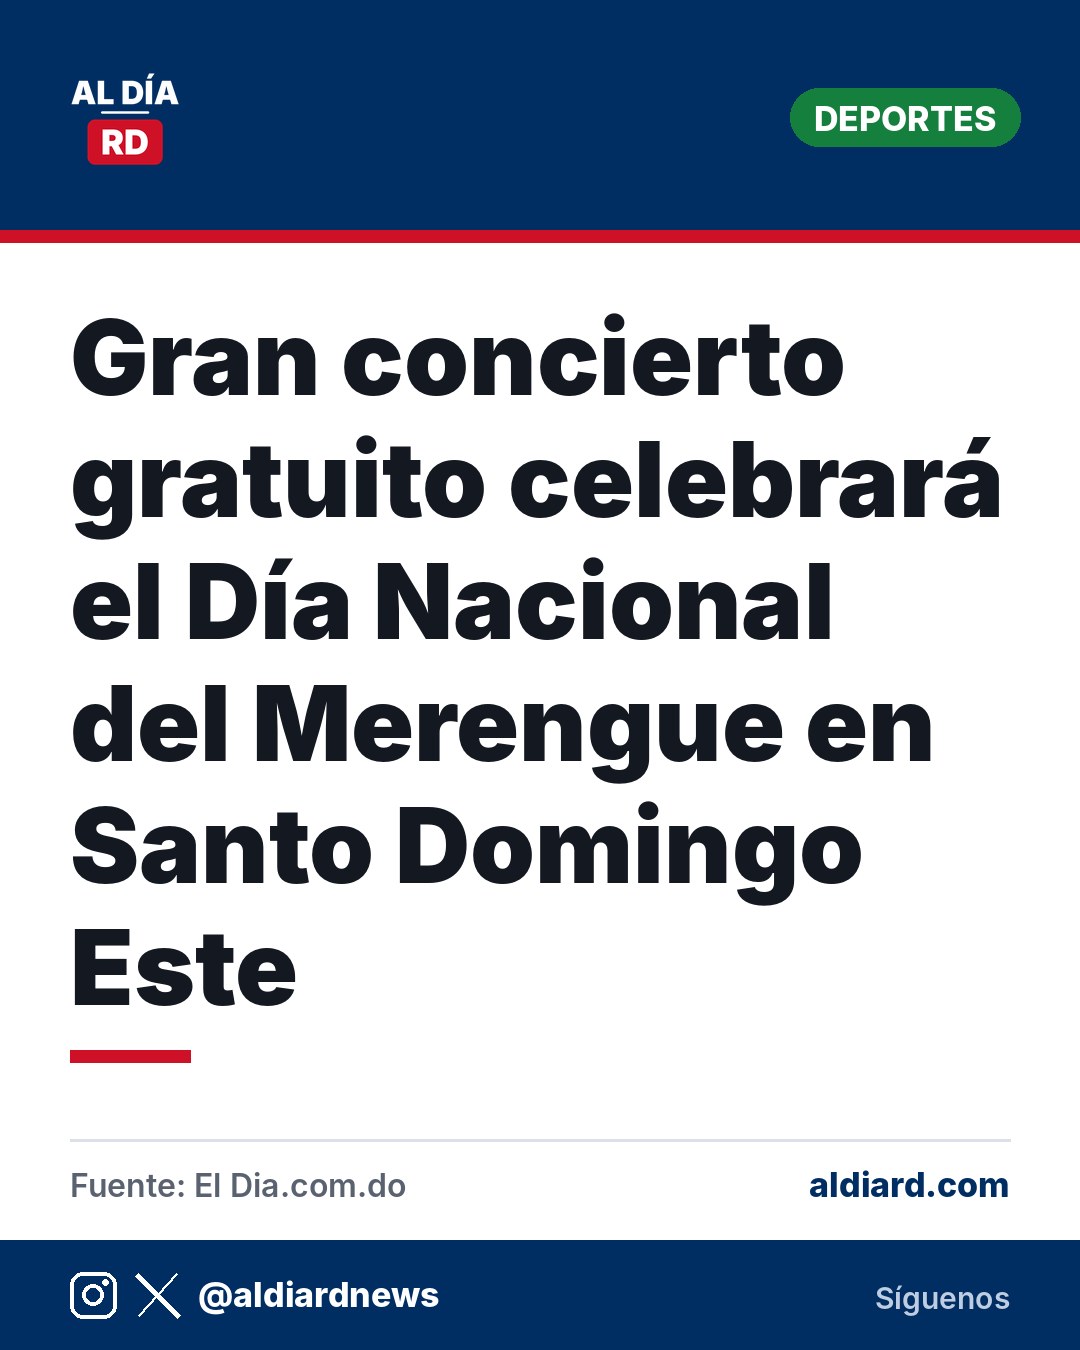 AL DÍA
RD
DEPORTES
Gran concierto
gratuito celebrará
el Día Nacional
del Merengue en
Santo Domingo
Este
Fuente: El Dia.com.do
aldiard.com
@aldiardnews
Síguenos